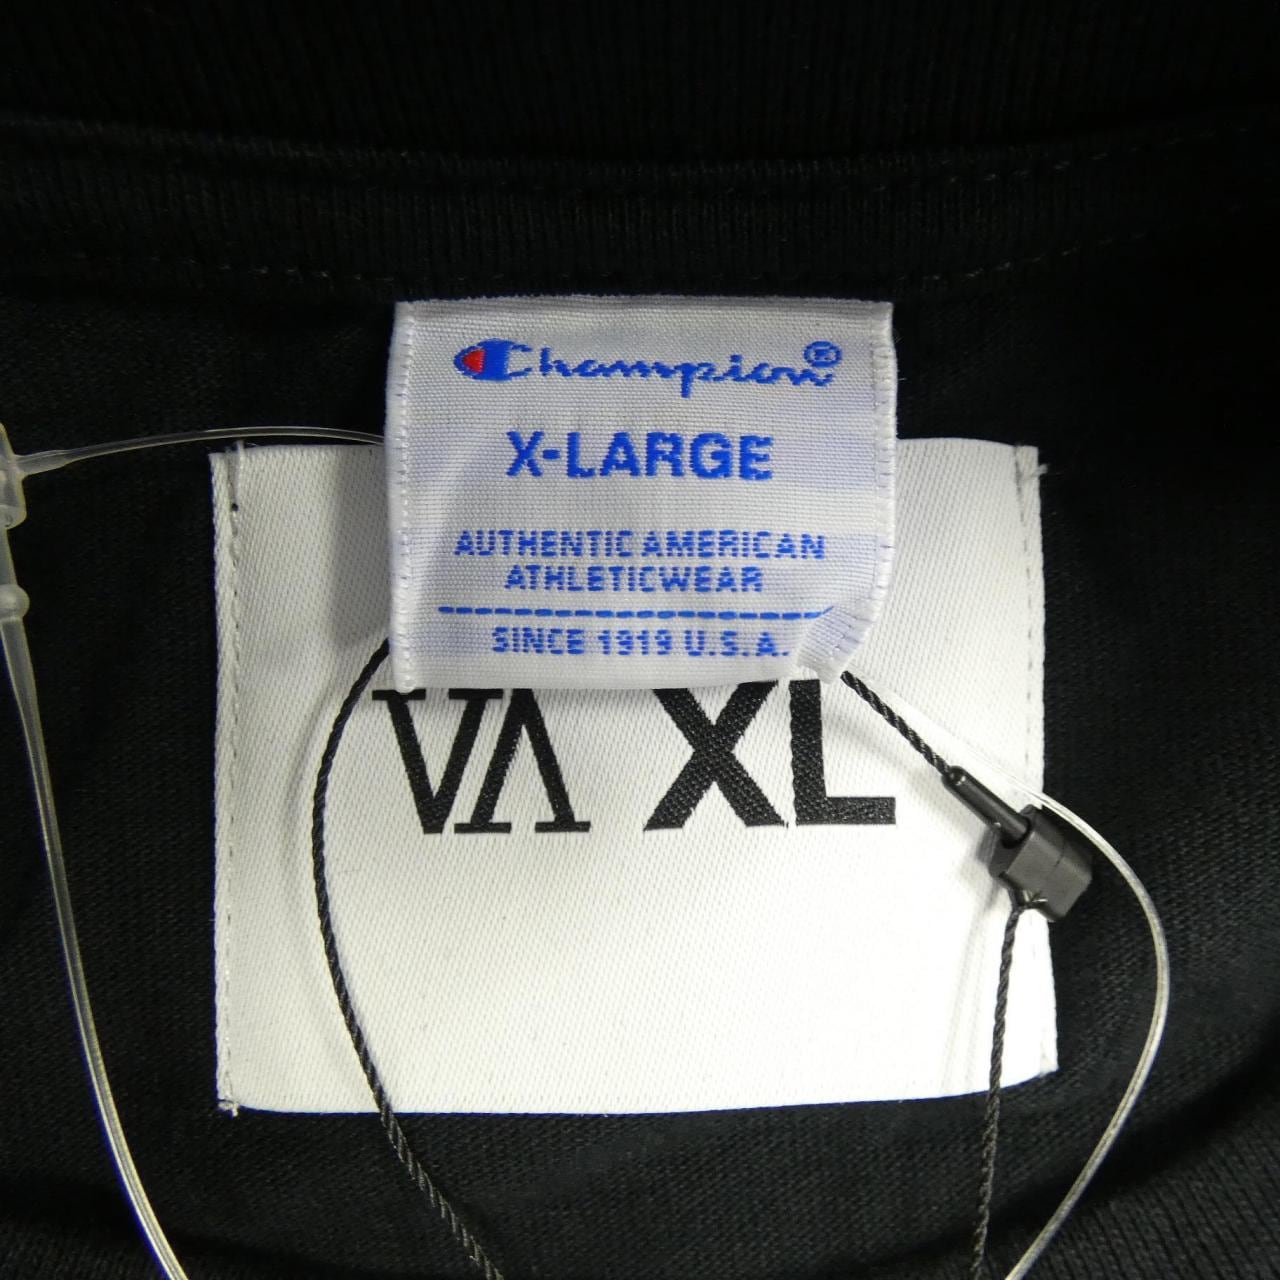 Champion®
X-LARGE
AUTHENTIC AMERICAN
ATHLETICWEAR
SINCE 1919 U.S.A.
VA XL